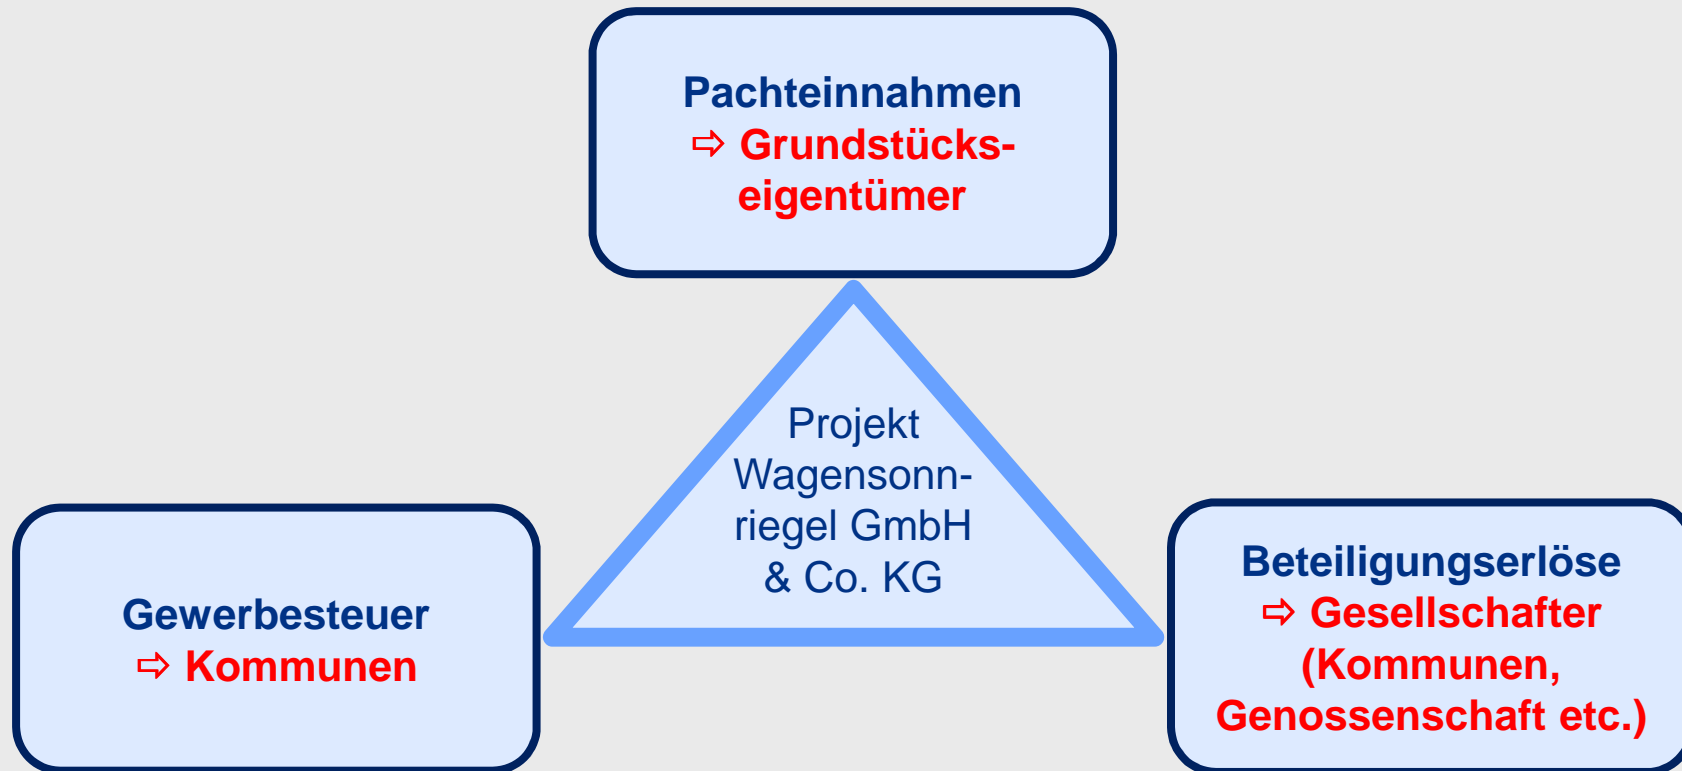 Pachteinnahmen
⇨ Grundstücks-
eigentümer
Projekt
Wagensonn-
riegel GmbH
& Co. KG
Gewerbesteuer
⇨ Kommunen
Beteiligungserlöse
⇨ Gesellschafter
(Kommunen,
Genossenschaft etc.)